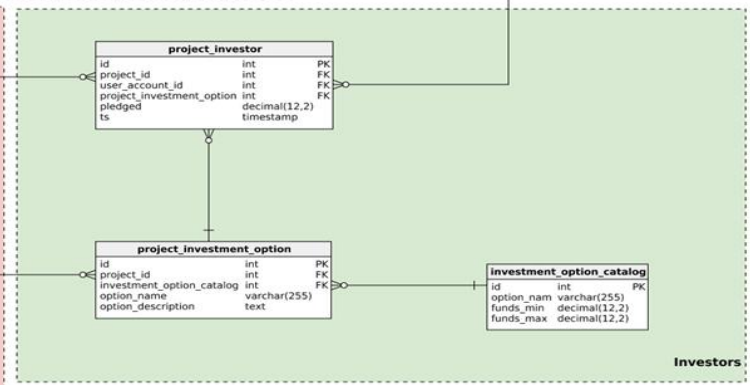 project_investor
id int PK
project_id int FK
user_account_id int FK
project_investment_option int FK
pledged decimal(12,2)
ts timestamp
project_investment_option
id int PK
project_id int FK
investment_option_catalog int FK
option_name varchar(255)
option_description text
investment_option_catalog
id int PK
option_nam varchar(255)
funds_min decimal(12,2)
funds_max decimal(12,2)
Investors